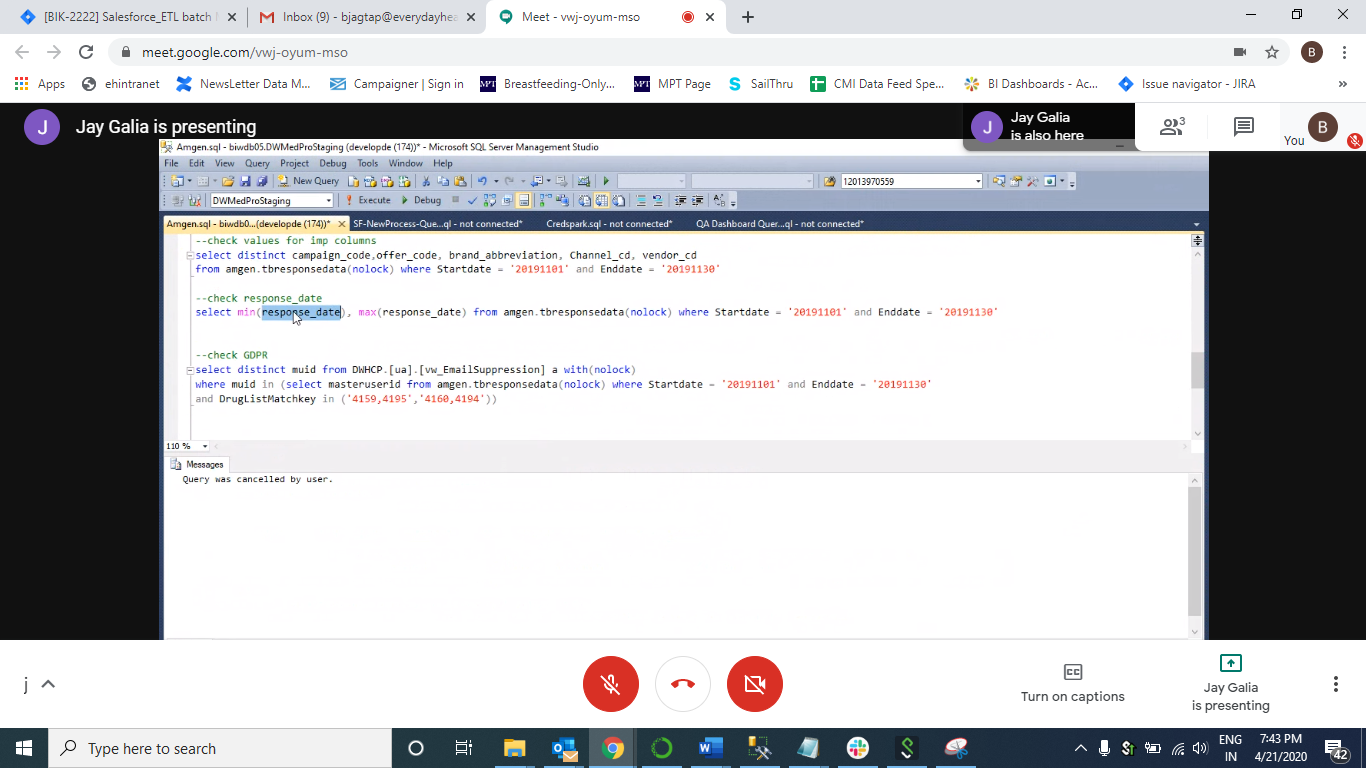 [BIK-2222] Salesforce_ETL batch
Inbox (9) - bjagtap@everydayhea
Meet - vwj-oyum-mso
meet.google.com/vwj-oyum-mso
B
Apps
ehintranet
NewsLetter Data M...
Campaigner | Sign in
MPT
Breastfeeding-Only...
MPT
MPT Page
SailThru
CMI Data Feed Spe...
BI Dashboards - Ac...
Issue navigator - JIRA
»
J
Jay Galia is presenting
J
Jay Galia
is also here
3
You
B
Amgen.sql - biwdb05.DWMedProStaging (developde (174))* - Microsoft SQL Server Management Studio
File Edit View Query Project Debug Tools Window Help
New Query
12013970559
DWMedProStaging
Execute
Debug
Amgen.sql - biwdb0...(developde (174))*
SF-NewProcess-Que...ql - not connected*
Credspark.sql - not connected*
QA Dashboard Quer...ql - not connected*
--check values for imp columns
select distinct campaign_code,offer_code, brand_abbreviation, Channel_cd, vendor_cd
from amgen.tbresponsedata(nolock) where Startdate = '20191101' and Enddate = '20191130'
--check response_date
select min(response_date), max(response_date) from amgen.tbresponsedata(nolock) where Startdate = '20191101' and Enddate = '20191130'
--check GDPR
select distinct muid from DWHCP.[ua].[vw_EmailSuppression] a with(nolock)
where muid in (select masteruserid from amgen.tbresponsedata(nolock) where Startdate = '20191101' and Enddate = '20191130'
and DrugListMatchkey in ('4159,4195','4160,4194'))
110 %
Messages
Query was cancelled by user.
j
CC
Turn on captions
Jay Galia
is presenting
Type here to search
ENG
IN
7:43 PM
4/21/2020
42